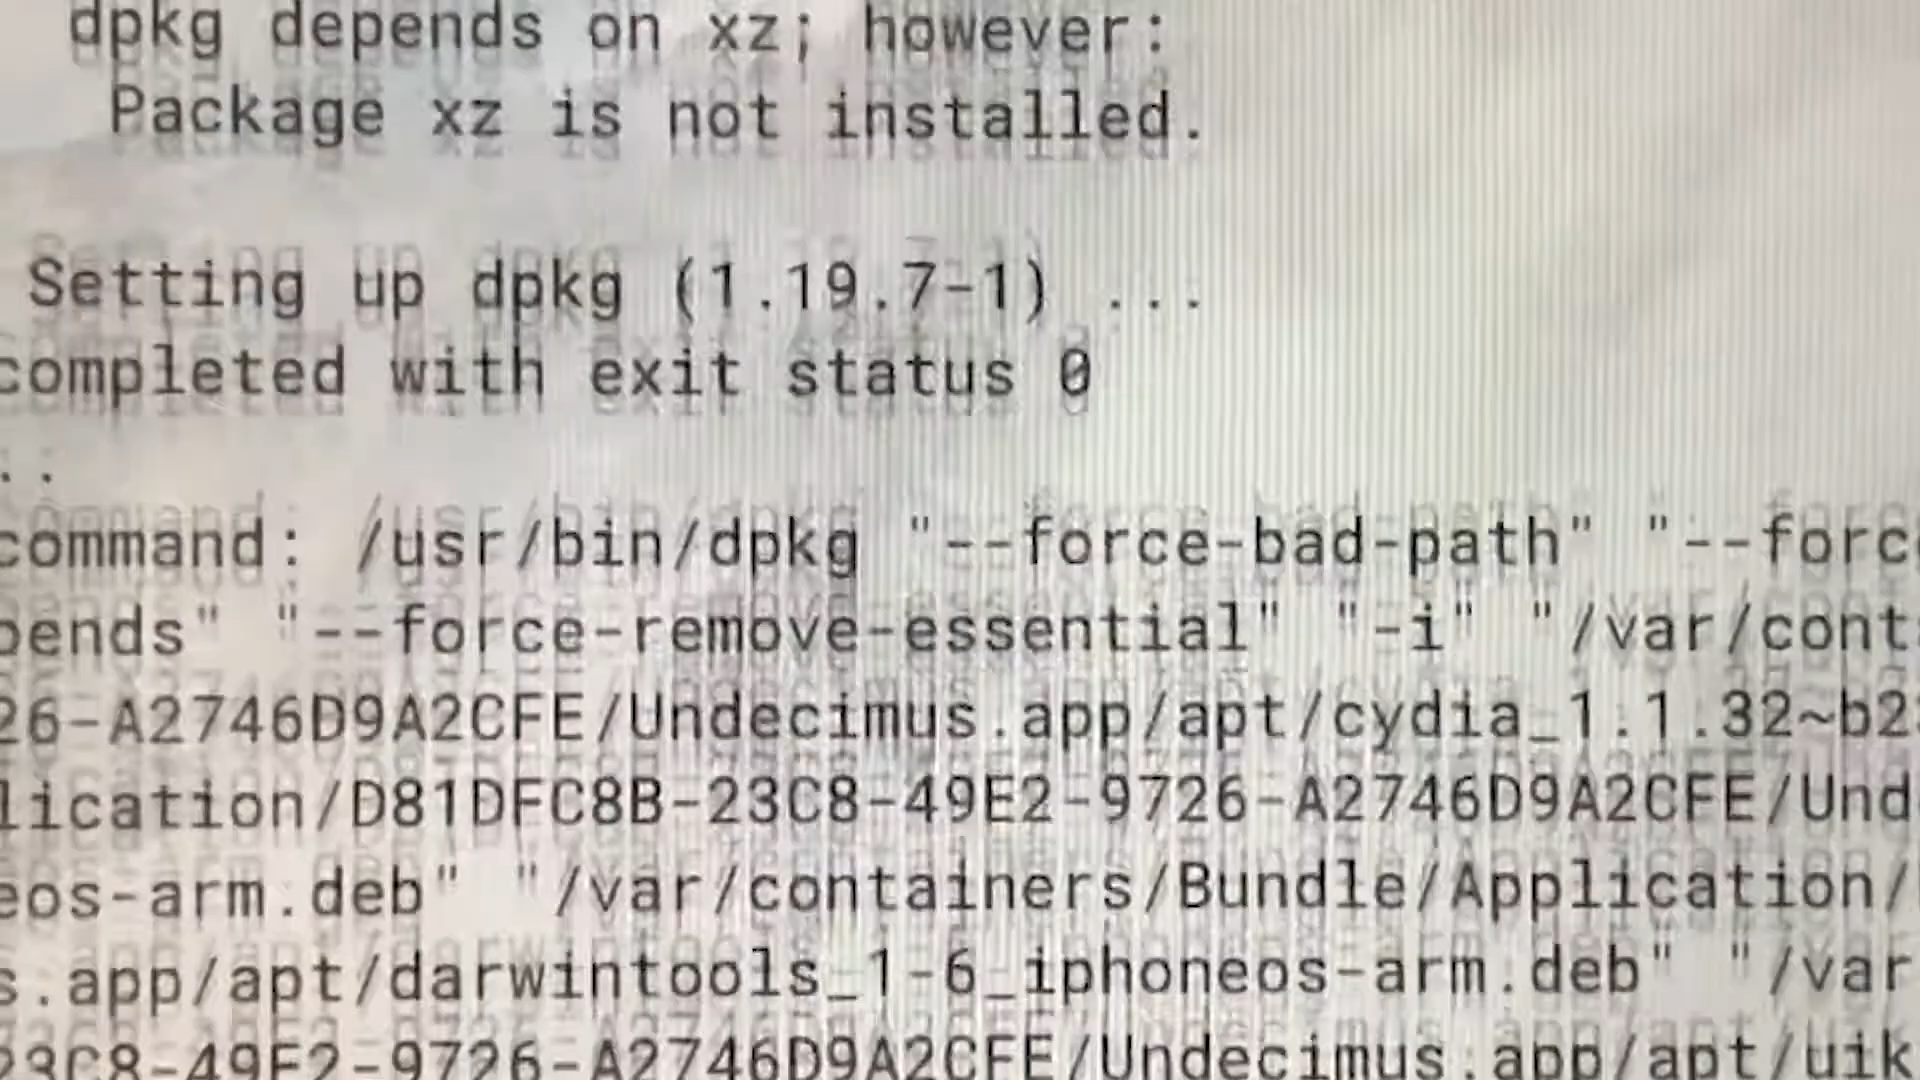 dpkg depends on xz; however:
Package xz is not installed.
Setting up dpkg (1.19.7-1) ...
completed with exit status 0
..
command: /usr/bin/dpkg "--force-bad-path" "--forc
pends" "--force-remove-essential" "-i" "/var/cont
26-A2746D9A2CFE/Undecimus.app/apt/cydia_1.1.32~b2
lication/D81DFC8B-23C8-49E2-9726-A2746D9A2CFE/Und
eos-arm.deb" "/var/containers/Bundle/Application/
s.app/apt/darwintools_1-6_iphoneos-arm.deb" "/var
23C8-49E2-9726-A2746D9A2CFE/Undecimus.app/apt/uik